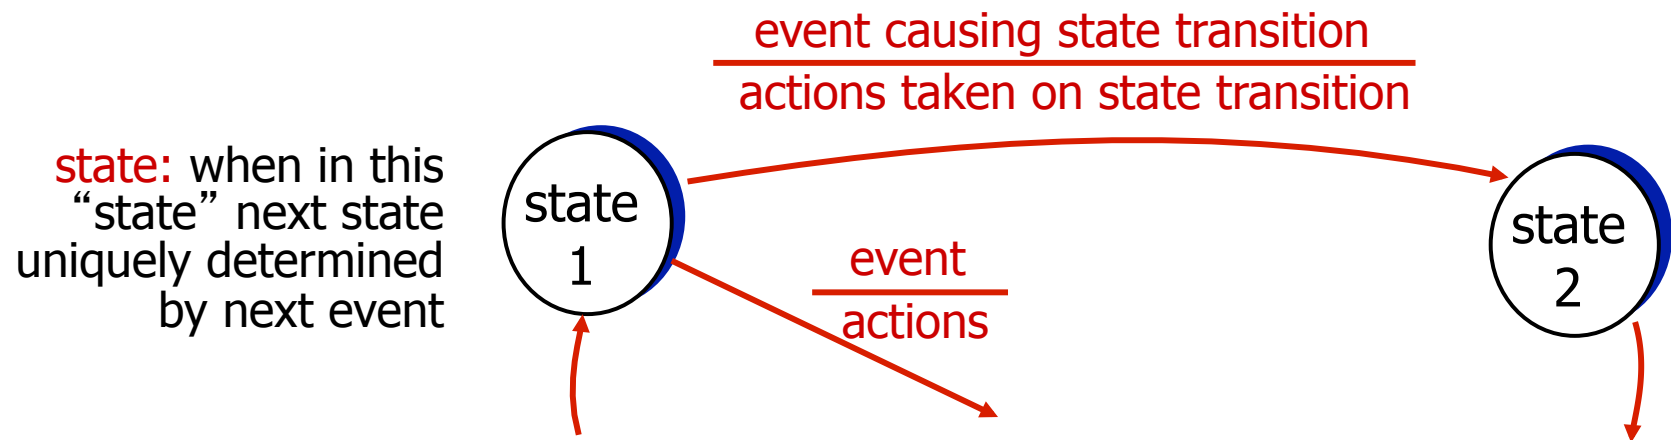 event causing state transition
actions taken on state transition
state: when in this
“state” next state
uniquely determined
by next event
state
1
event
actions
state
2